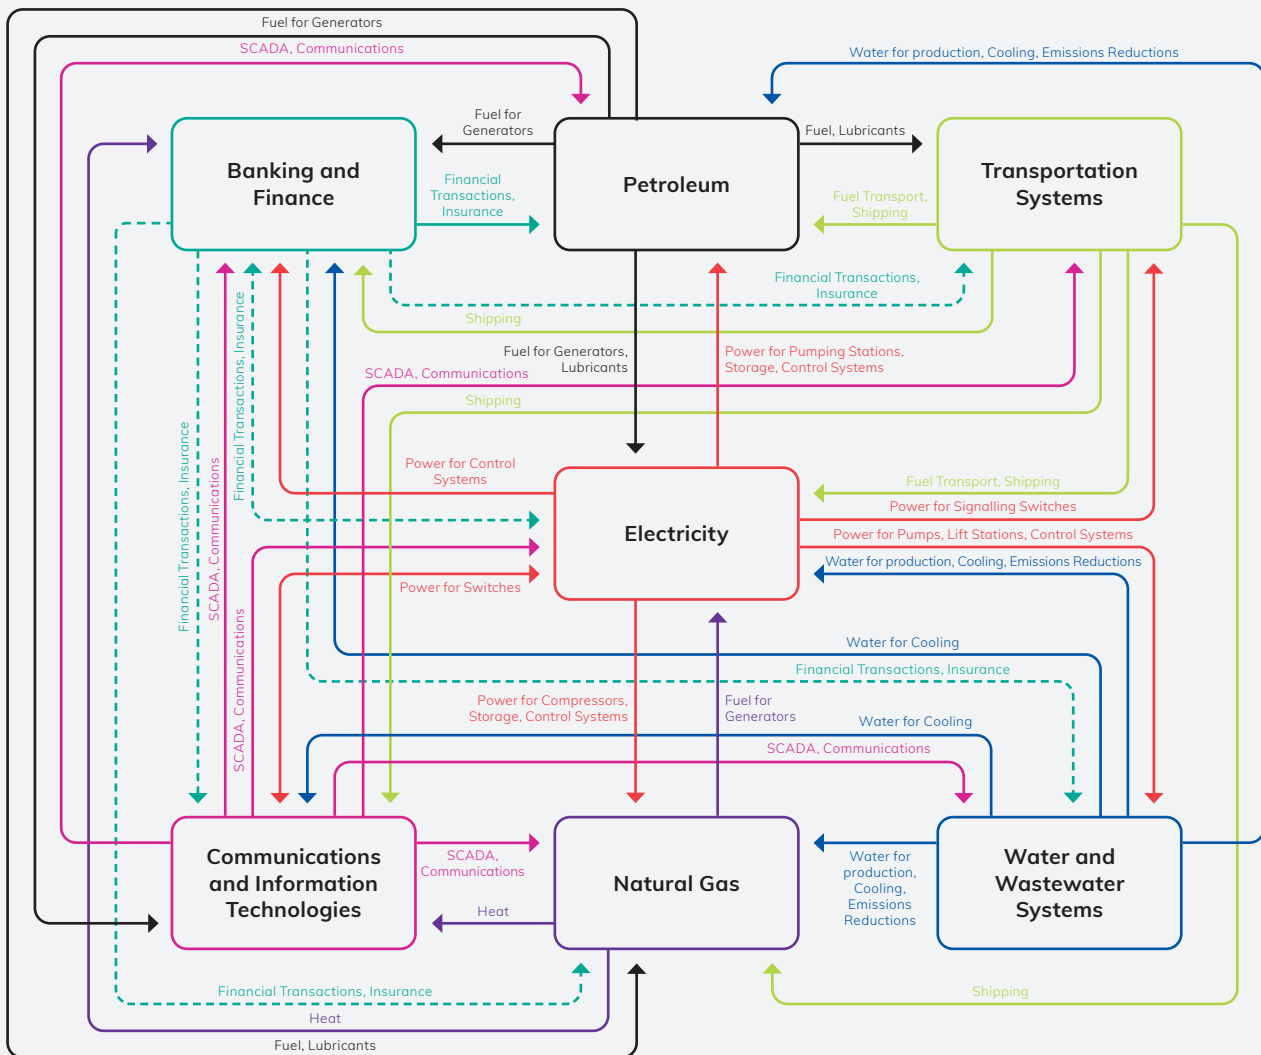 Fuel for Generators
SCADA, Communications
Water for production, Cooling, Emissions Reductions
Fuel for
Generators
Fuel, Lubricants
Banking and
Finance
Petroleum
Transportation
Systems
Financial
Transactions,
Insurance
Fuel Transport,
Shipping
Financial Transactions,
Insurance
Shipping
Fuel for Generators,
Lubricants
Power for Pumping Stations,
Storage, Control Systems
SCADA, Communications
Shipping
Financial Transactions, Insurance
Financial Transactions, Insurance
SCADA, Communications
SCADA, Communications
Power for Control
Systems
Fuel Transport, Shipping
Power for Signalling Switches
Electricity
Power for Pumps, Lift Stations, Control Systems
Water for production, Cooling, Emissions Reductions
Power for Switches
Water for Cooling
Financial Transactions, Insurance
Power for Compressors,
Storage, Control Systems
Fuel for
Generators
Water for Cooling
SCADA, Communications
Communications
and Information
Technologies
SCADA,
Communications
Natural Gas
Water for
production,
Cooling,
Emissions
Reductions
Water and
Wastewater
Systems
Heat
Financial Transactions, Insurance
Shipping
Heat
Fuel, Lubricants